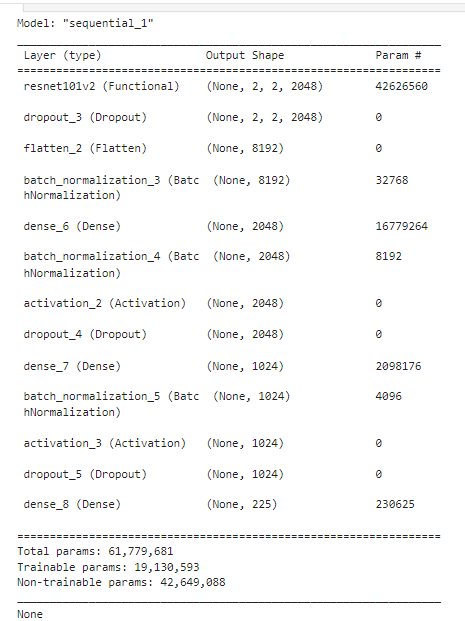 Model: "sequential_1"
_________________________________________________________________
Layer (type) Output Shape Param #
=================================================================
resnet101v2 (Functional) (None, 2, 2, 2048) 42626560
dropout_3 (Dropout) (None, 2, 2, 2048) 0
flatten_2 (Flatten) (None, 8192) 0
batch_normalization_3 (Batc (None, 8192) 32768
hNormalization)
dense_6 (Dense) (None, 2048) 16779264
batch_normalization_4 (Batc (None, 2048) 8192
hNormalization)
activation_2 (Activation) (None, 2048) 0
dropout_4 (Dropout) (None, 2048) 0
dense_7 (Dense) (None, 1024) 2098176
batch_normalization_5 (Batc (None, 1024) 4096
hNormalization)
activation_3 (Activation) (None, 1024) 0
dropout_5 (Dropout) (None, 1024) 0
dense_8 (Dense) (None, 225) 230625
=================================================================
Total params: 61,779,681
Trainable params: 19,130,593
Non-trainable params: 42,649,088
_________________________________________________________________
None